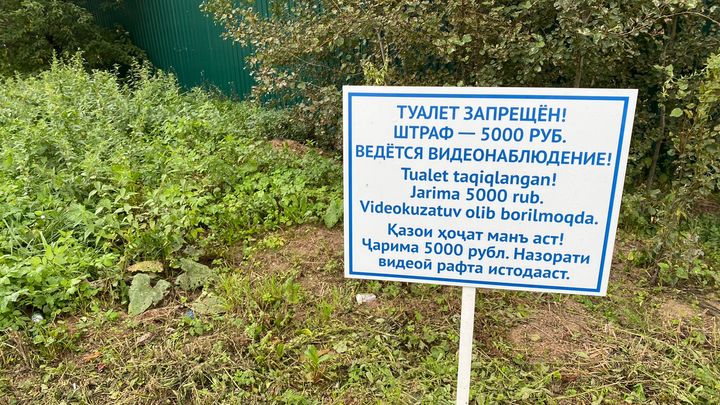 ТУАЛЕТ ЗАПРЕЩЁН!
ШТРАФ — 5000 РУБ.
ВЕДЁТСЯ ВИДЕОНАБЛЮДЕНИЕ!
Tualet taqiqlangan!
Jarima 5000 rub.
Videokuzatuv olib borilmoqda.
Қазои ҳоҷат манъ аст!
Ҷарима 5000 рубл. Назорати
видеоӣ рафта истодааст.